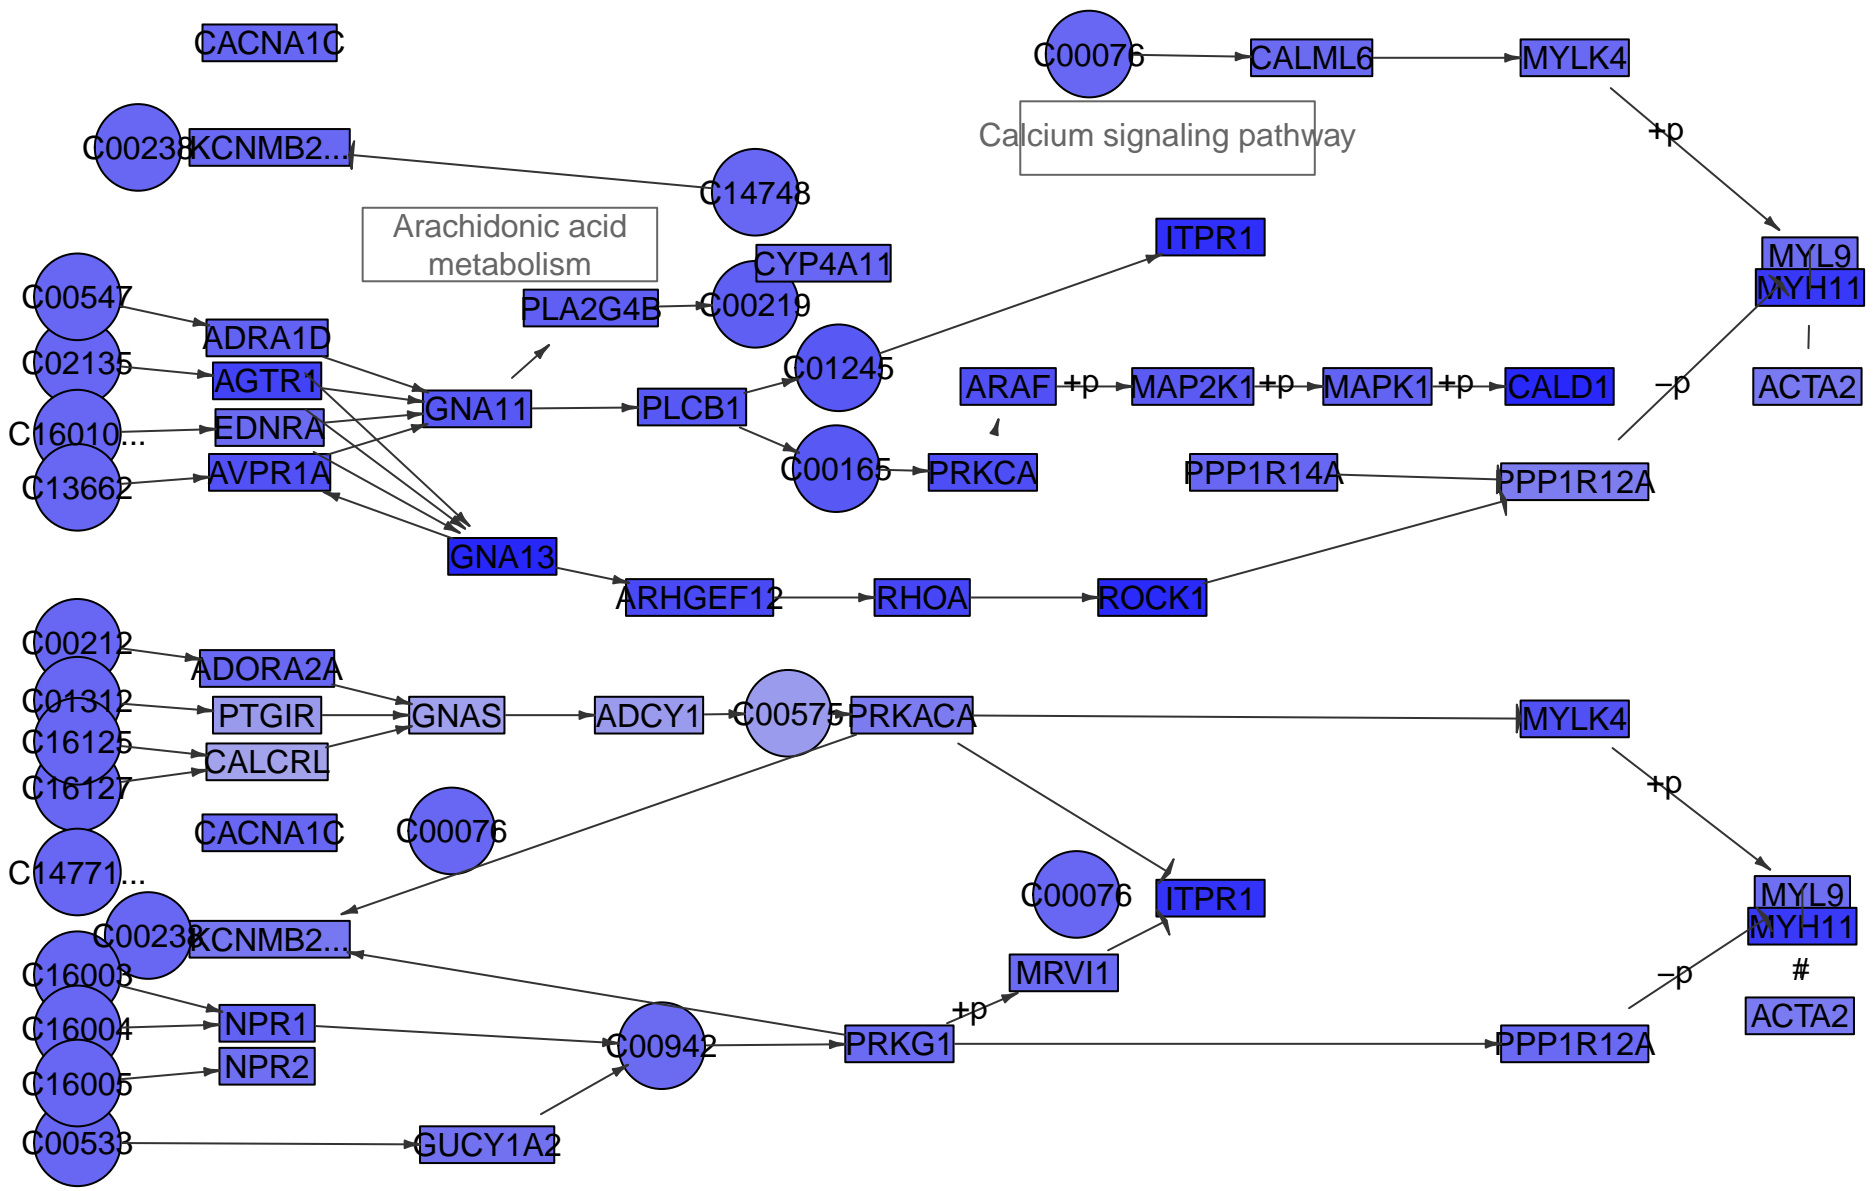 CACNA1C
C00076
CALML6
MYLK4
+p
Calcium signaling pathway
C00238
KCNMB2...
C14748
Arachidonic acid
metabolism
ITPR1
MYL9
MYH11
CYP4A11
C00547
PLA2G4B
C00219
ADRA1D
C02135
AGTR1
C01245
ARAF
+p
MAP2K1
+p
MAPK1
+p
CALD1
–p
ACTA2
GNA11
PLCB1
C16010...
EDNRA
C13662
AVPR1A
C00165
PRKCA
PPP1R14A
PPP1R12A
GNA13
ARHGEF12
RHOA
ROCK1
C00212
ADORA2A
C01312
PTGIR
GNAS
ADCY1
C00575
PRKACA
MYLK4
C16125
CALCRL
C16127
+p
CACNA1C
C00076
C14771...
C00076
ITPR1
MYL9
MYH11
C00238
KCNMB2...
C16003
MRVI1
–p
#
+p
ACTA2
C16004
NPR1
C00942
PRKG1
PPP1R12A
NPR2
C16005
C00533
GUCY1A2